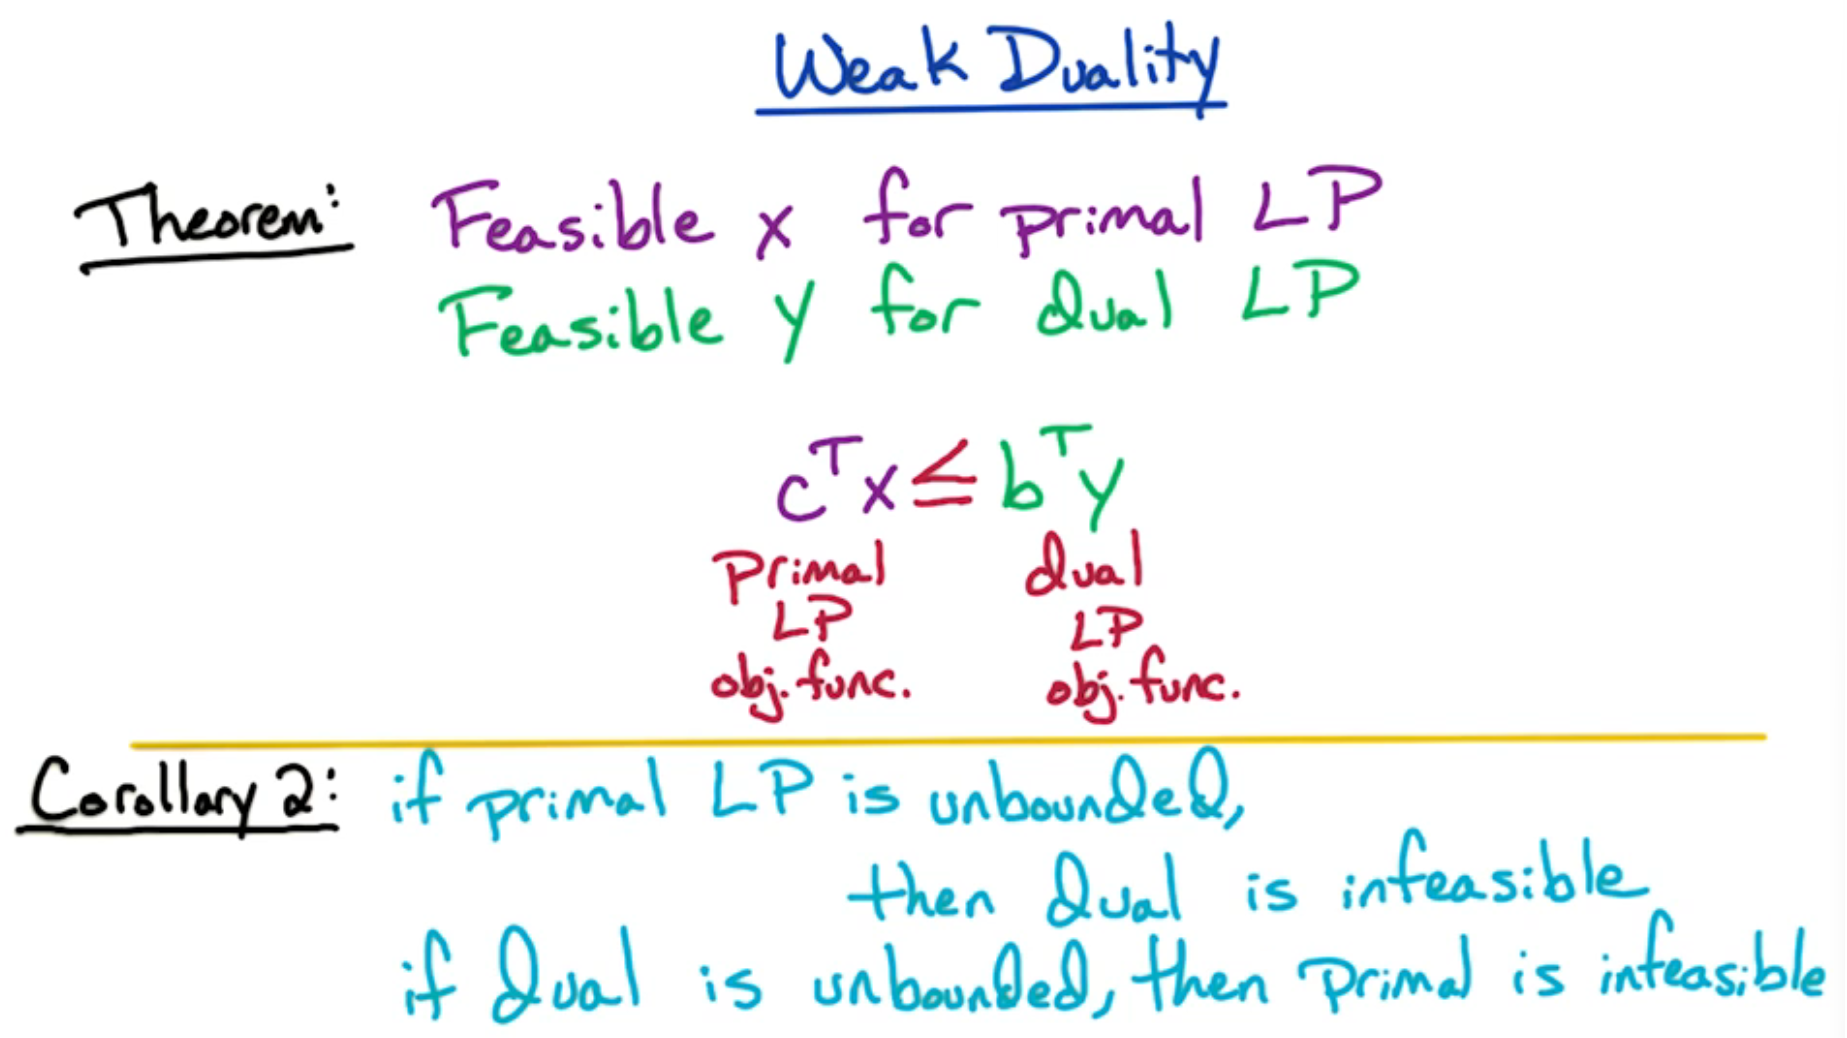 Weak Duality
Theorem: Feasible x for primal LP
Feasible y for dual LP
cᵀx ≤ bᵀy
primal dual
LP LP
obj. func. obj. func.
Corollary 2: if primal LP is unbounded,
then dual is infeasible
if dual is unbounded, then primal is infeasible